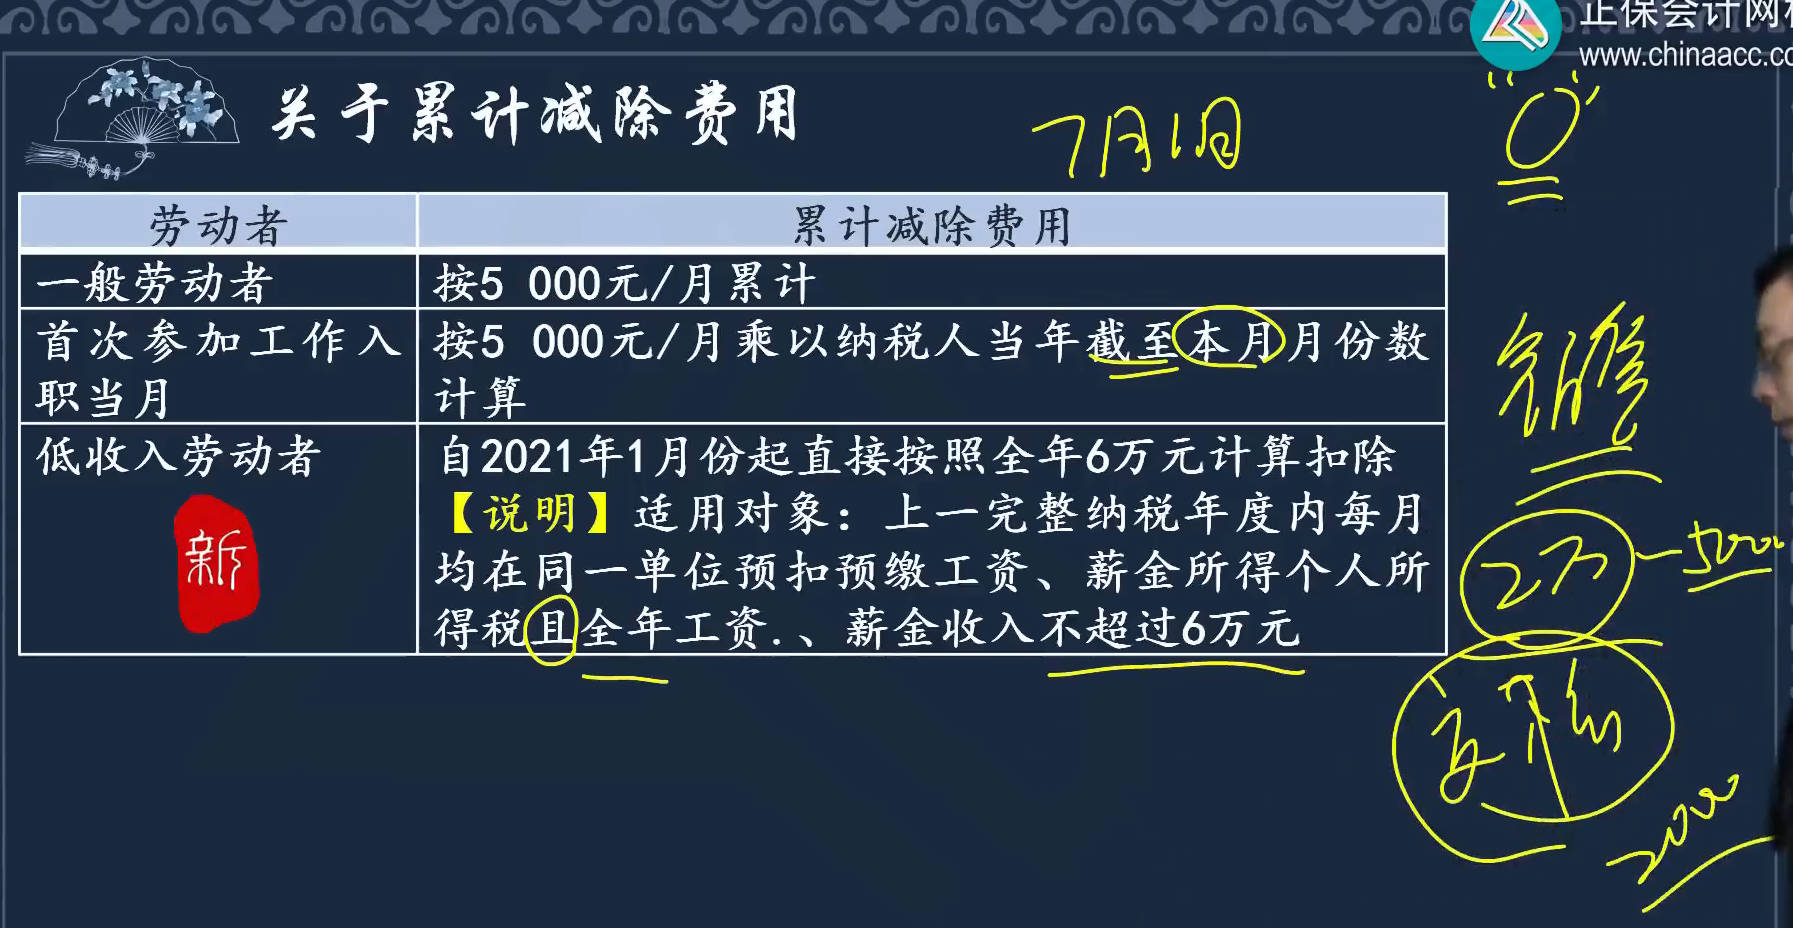 正保会计网
www.chinaacc.co
关于累计减除费用
7月1日
劳动者 累计减除费用
一般劳动者 按5 000元/月累计
首次参加工作入 按5 000元/月乘以纳税人当年截至本月月份数
职当月 计算
低收入劳动者 自2021年1月份起直接按照全年6万元计算扣除
【说明】适用对象：上一完整纳税年度内每月
新 均在同一单位预扣预缴工资、薪金所得个人所
得税且全年工资.、薪金收入不超过6万元
2万 - 5000
2000